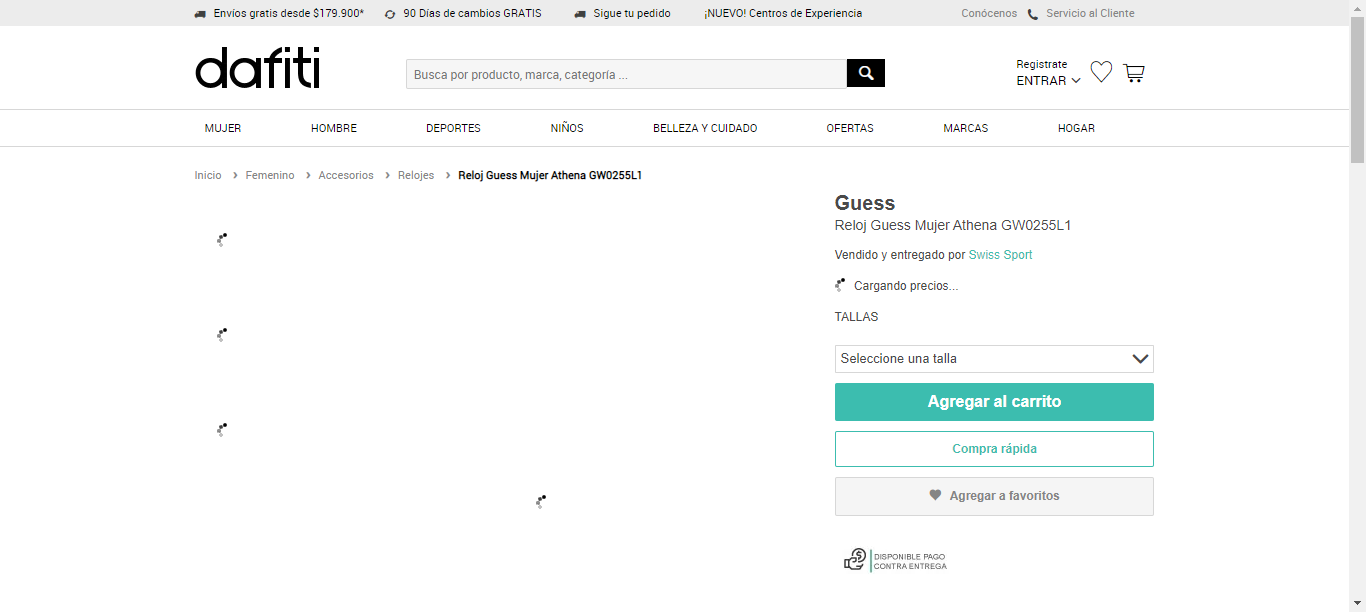 Envíos gratis desde $179.900* 90 Días de cambios GRATIS Sigue tu pedido ¡NUEVO! Centros de Experiencia Conócenos Servicio al Cliente
dafiti
Busca por producto, marca, categoría ...
Registrate
ENTRAR
MUJER HOMBRE DEPORTES NIÑOS BELLEZA Y CUIDADO OFERTAS MARCAS HOGAR
Inicio > Femenino > Accesorios > Relojes > Reloj Guess Mujer Athena GW0255L1
Guess
Reloj Guess Mujer Athena GW0255L1
Vendido y entregado por Swiss Sport
Cargando precios...
TALLAS
Seleccione una talla
Agregar al carrito
Compra rápida
Agregar a favoritos
DISPONIBLE PAGO
CONTRA ENTREGA